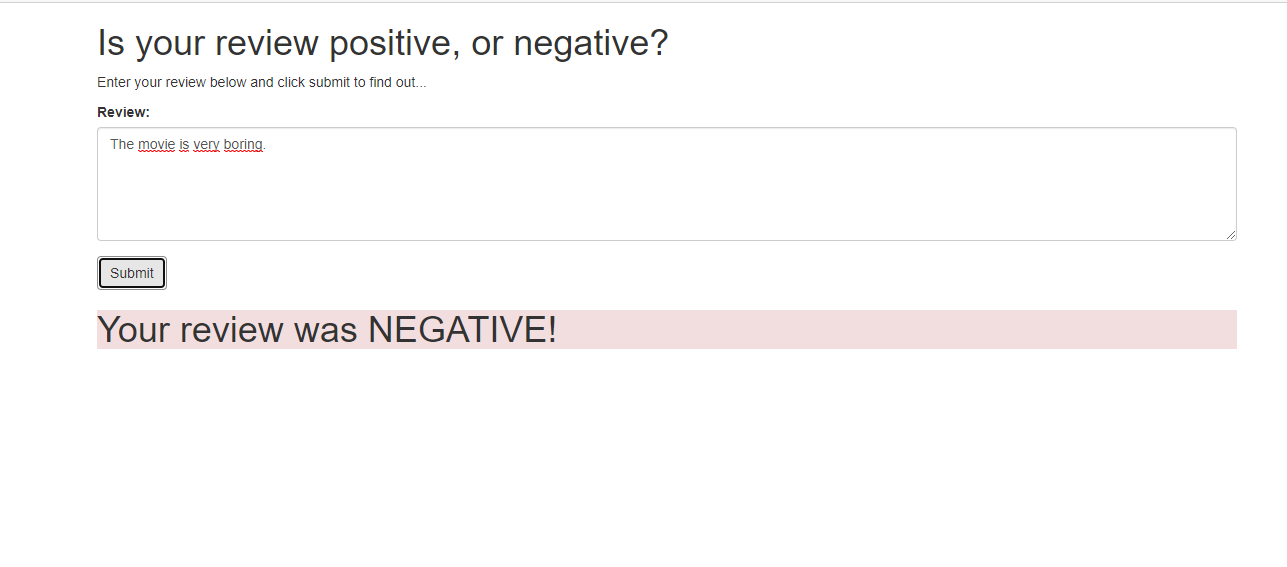 Is your review positive, or negative?
Enter your review below and click submit to find out...
Review:
The movie is very boring.
Submit
Your review was NEGATIVE!